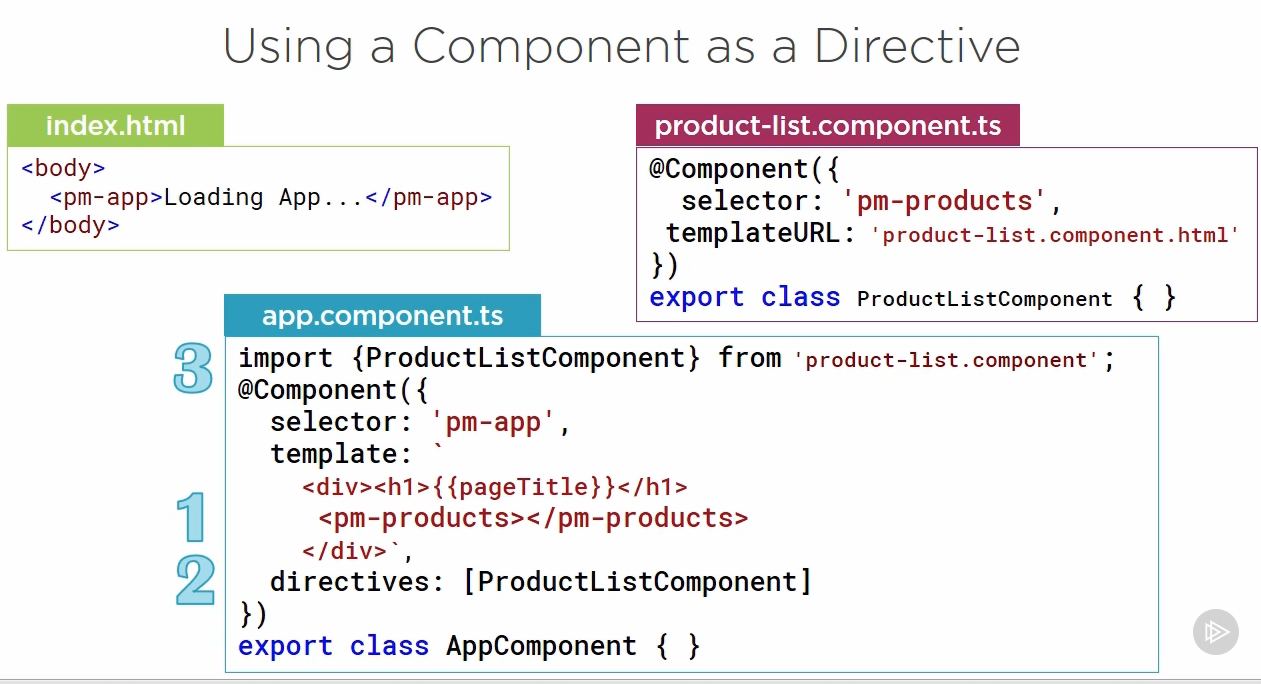 Using a Component as a Directive
index.html
<body>
<pm-app>Loading App...</pm-app>
</body>
product-list.component.ts
@Component({
selector: 'pm-products',
templateURL: 'product-list.component.html'
})
export class ProductListComponent { }
app.component.ts
3 import {ProductListComponent} from 'product-list.component';
@Component({
selector: 'pm-app',
template: `
<div><h1>{{pageTitle}}</h1>
1 <pm-products></pm-products>
</div>`,
2 directives: [ProductListComponent]
})
export class AppComponent { }